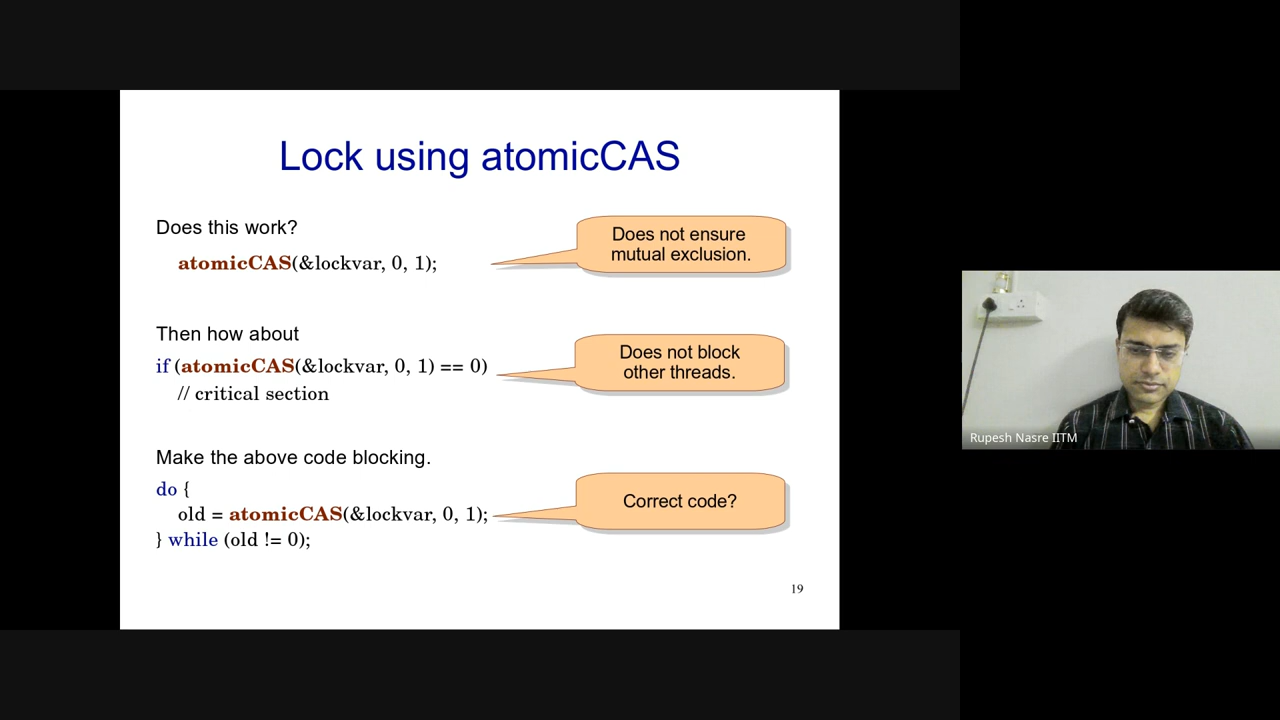 Lock using atomicCAS
Does this work?
atomicCAS(&lockvar, 0, 1);
Does not ensure
mutual exclusion.
Then how about
if (atomicCAS(&lockvar, 0, 1) == 0)
// critical section
Does not block
other threads.
Make the above code blocking.
do {
old = atomicCAS(&lockvar, 0, 1);
} while (old != 0);
Correct code?
19
Rupesh Nasre IITM